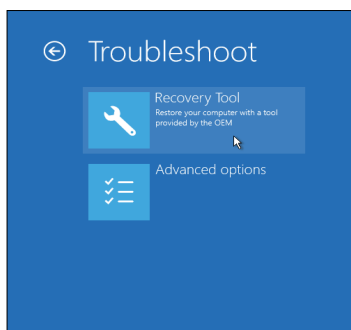 Troubleshoot
Recovery Tool
Restore your computer with a tool
provided by the OEM
Advanced options